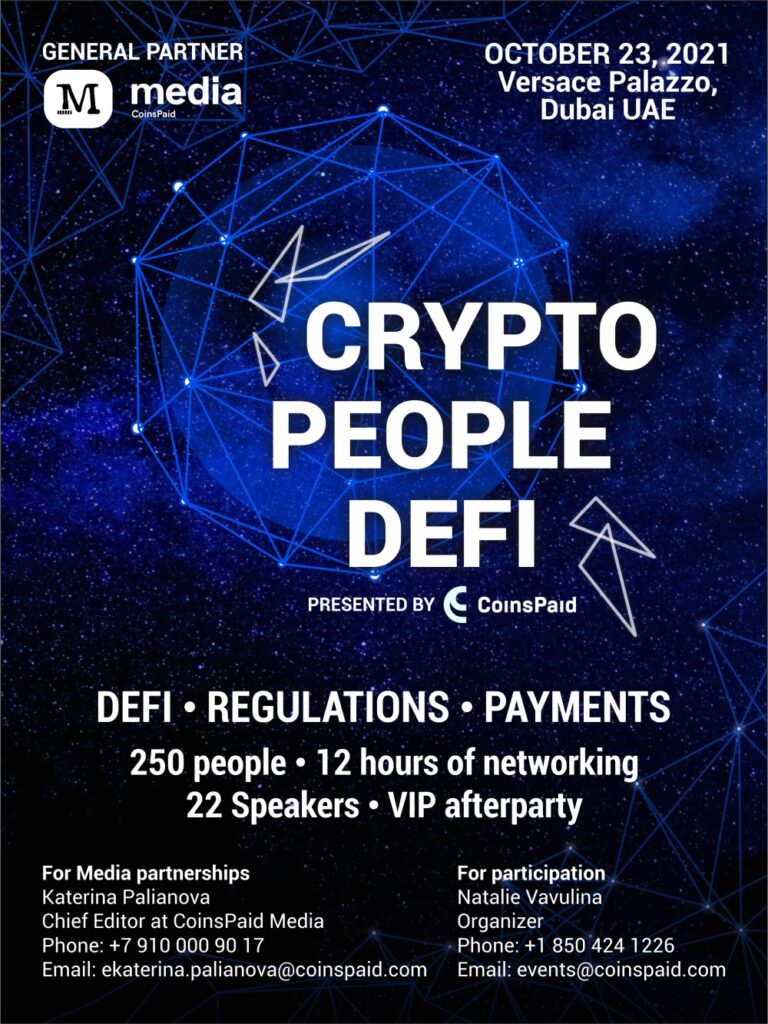 GENERAL PARTNER
M media
CoinsPaid
OCTOBER 23, 2021
Versace Palazzo,
Dubai UAE
CRYPTO
PEOPLE
DEFI
PRESENTED BY CoinsPaid
DEFI • REGULATIONS • PAYMENTS
250 people • 12 hours of networking
22 Speakers • VIP afterparty
For Media partnerships
Katerina Palianova
Chief Editor at CoinsPaid Media
Phone: +7 910 000 90 17
Email: ekaterina.palianova@coinspaid.com
For participation
Natalie Vavulina
Organizer
Phone: +1 850 424 1226
Email: events@coinspaid.com